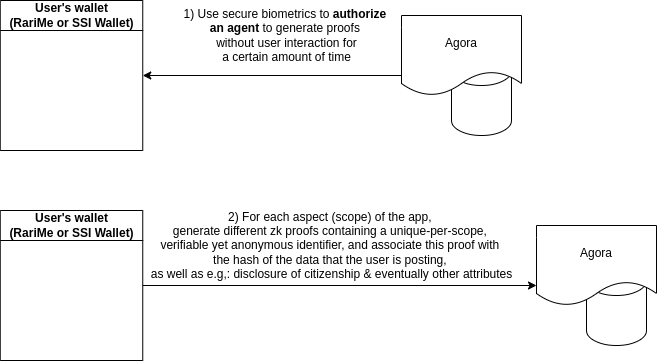 User's wallet
(RariMe or SSI Wallet)
1) Use secure biometrics to authorize
an agent to generate proofs
without user interaction for
a certain amount of time
Agora
User's wallet
(RariMe or SSI Wallet)
2) For each aspect (scope) of the app,
generate different zk proofs containing a unique-per-scope,
verifiable yet anonymous identifier, and associate this proof with
the hash of the data that the user is posting,
as well as e.g,: disclosure of citizenship & eventually other attributes
Agora